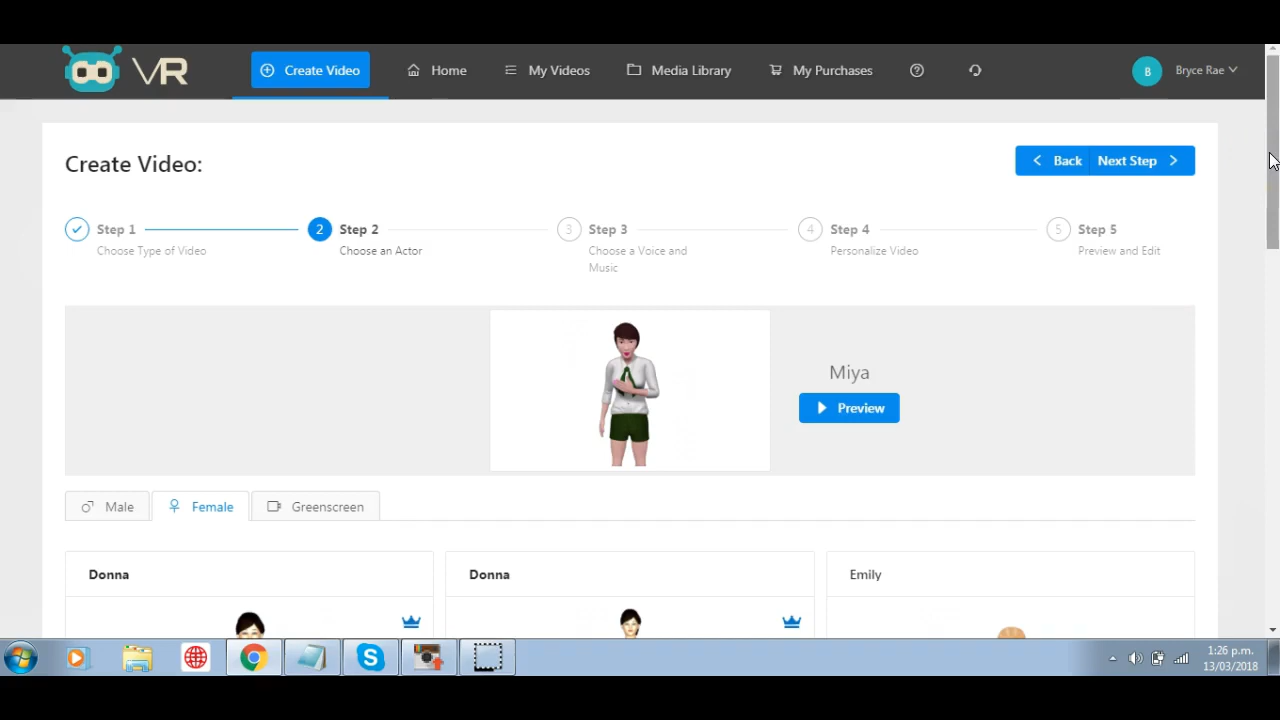 VR
Create Video
Home
My Videos
Media Library
My Purchases
B
Bryce Rae
Create Video:
Back
Next Step
Step 1
Choose Type of Video
2
Step 2
Choose an Actor
3
Step 3
Choose a Voice and
Music
4
Step 4
Personalize Video
5
Step 5
Preview and Edit
Miya
Preview
Male
Female
Greenscreen
Donna
Donna
Emily
1:26 p.m.
13/03/2018